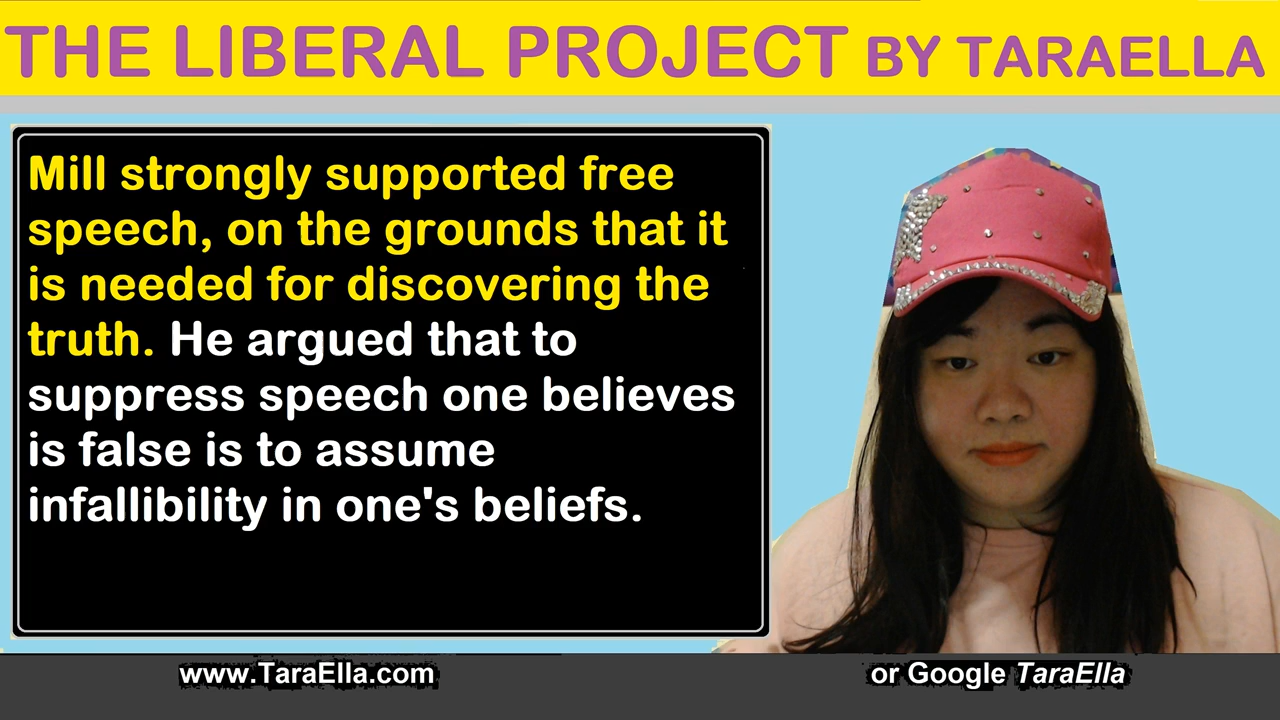 THE LIBERAL PROJECT BY TARAELLA
Mill strongly supported free
speech, on the grounds that it
is needed for discovering the
truth. He argued that to
suppress speech one believes
is false is to assume
infallibility in one's beliefs.
www.TaraElla.com
or Google TaraElla